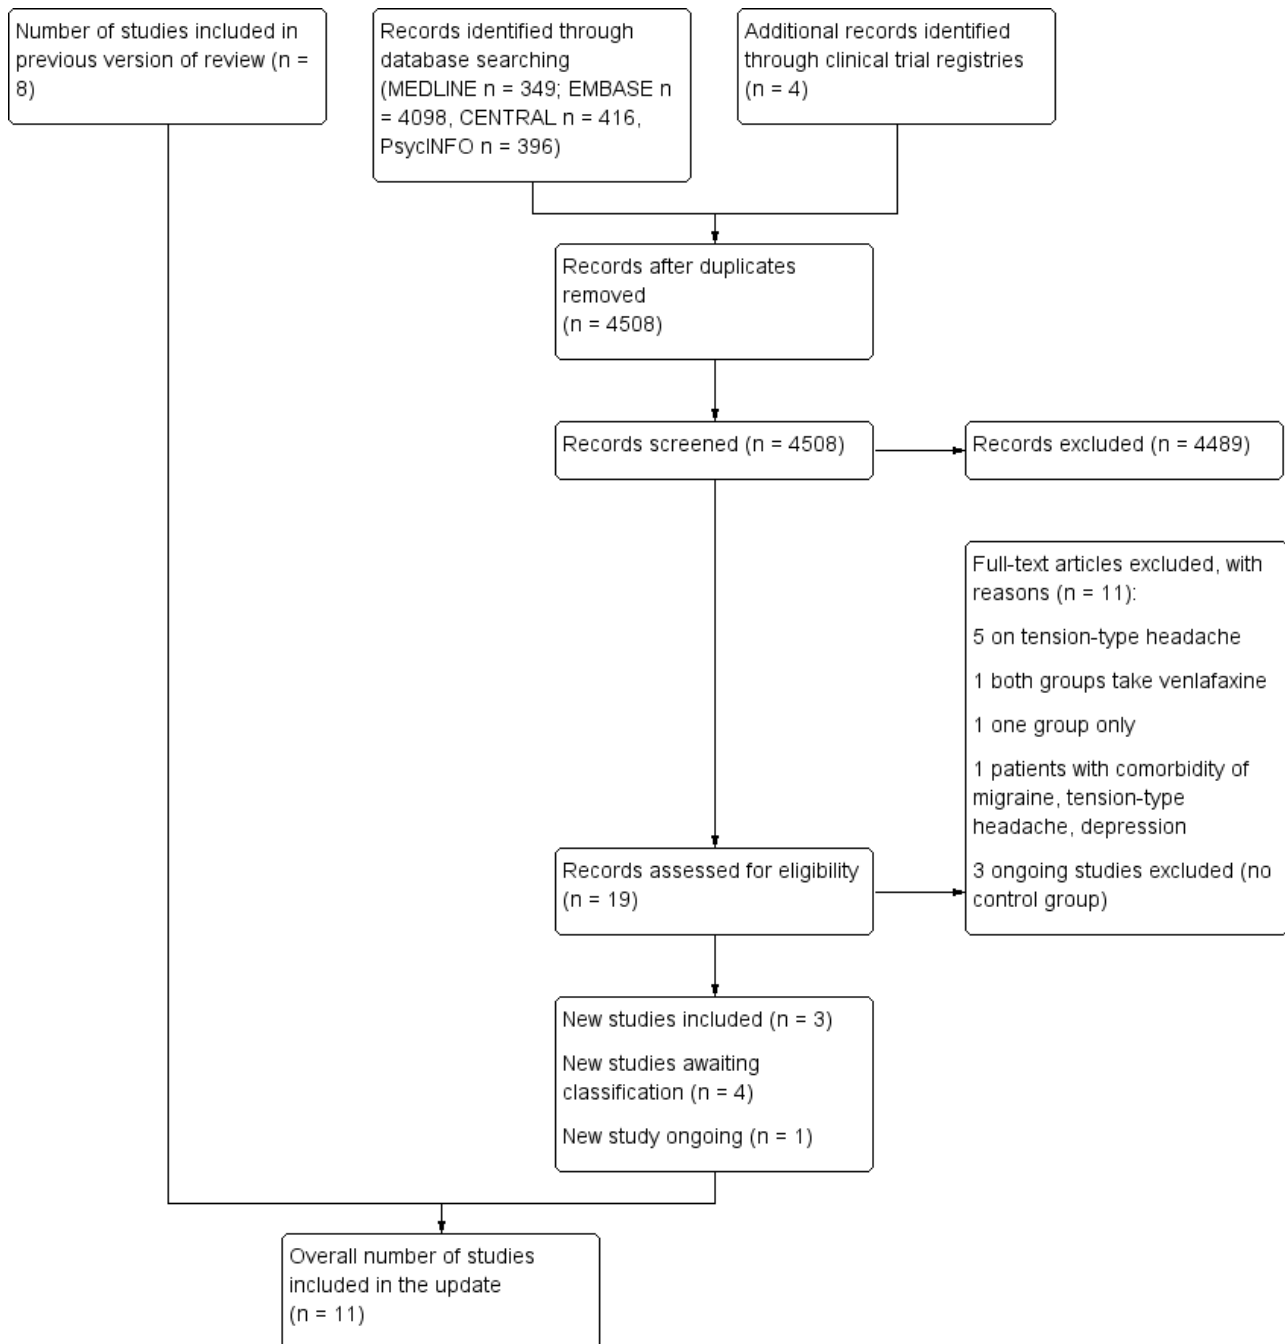 Number of studies included in
previous version of review (n =
8)
Records identified through
database searching
(MEDLINE n = 349; EMBASE n
= 4098, CENTRAL n = 416,
PsycINFO n = 396)
Additional records identified
through clinical trial registries
(n = 4)
Records after duplicates
removed
(n = 4508)
Records screened (n = 4508)
Records excluded (n = 4489)
Full-text articles excluded, with
reasons (n = 11):
5 on tension-type headache
1 both groups take venlafaxine
1 one group only
1 patients with comorbidity of
migraine, tension-type
headache, depression
3 ongoing studies excluded (no
control group)
Records assessed for eligibility
(n = 19)
New studies included (n = 3)
New studies awaiting
classification (n = 4)
New study ongoing (n = 1)
Overall number of studies
included in the update
(n = 11)